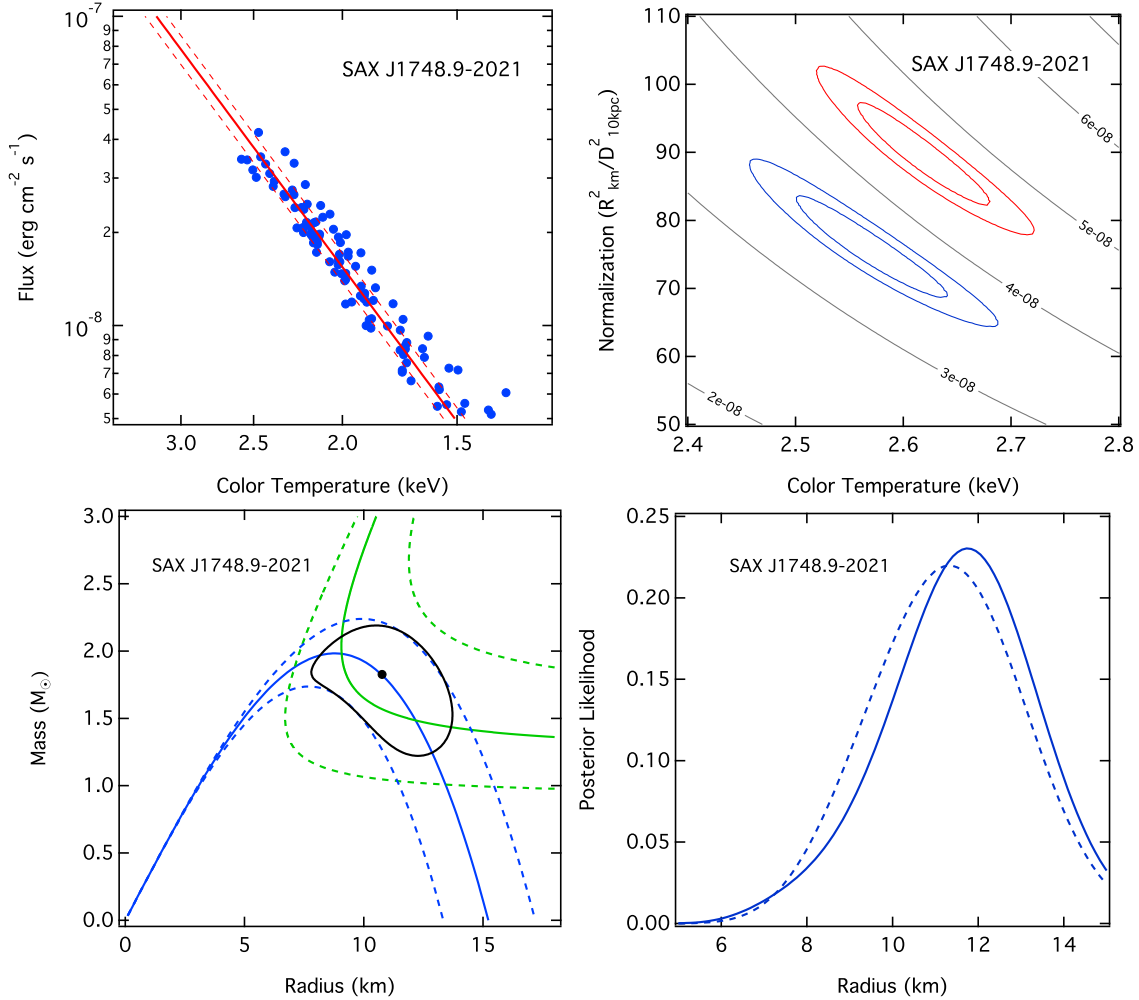 10⁻⁷
9
8
7
6
5
4
3
2
10⁻⁸
9
8
7
6
5
SAX J1748.9-2021
Flux (erg cm⁻² s⁻¹)
3.0 2.5 2.0 1.5
Color Temperature (keV)
110
100
90
80
70
60
50
SAX J1748.9-2021
6e-08
5e-08
4e-08
3e-08
2e-08
Normalization (R²km/D²10kpc)
2.4 2.5 2.6 2.7 2.8
Color Temperature (keV)
3.0
2.5
2.0
1.5
1.0
0.5
0.0
SAX J1748.9-2021
Mass (M☉)
0 5 10 15
Radius (km)
0.25
0.20
0.15
0.10
0.05
0.00
SAX J1748.9-2021
Posterior Likelihood
6 8 10 12 14
Radius (km)